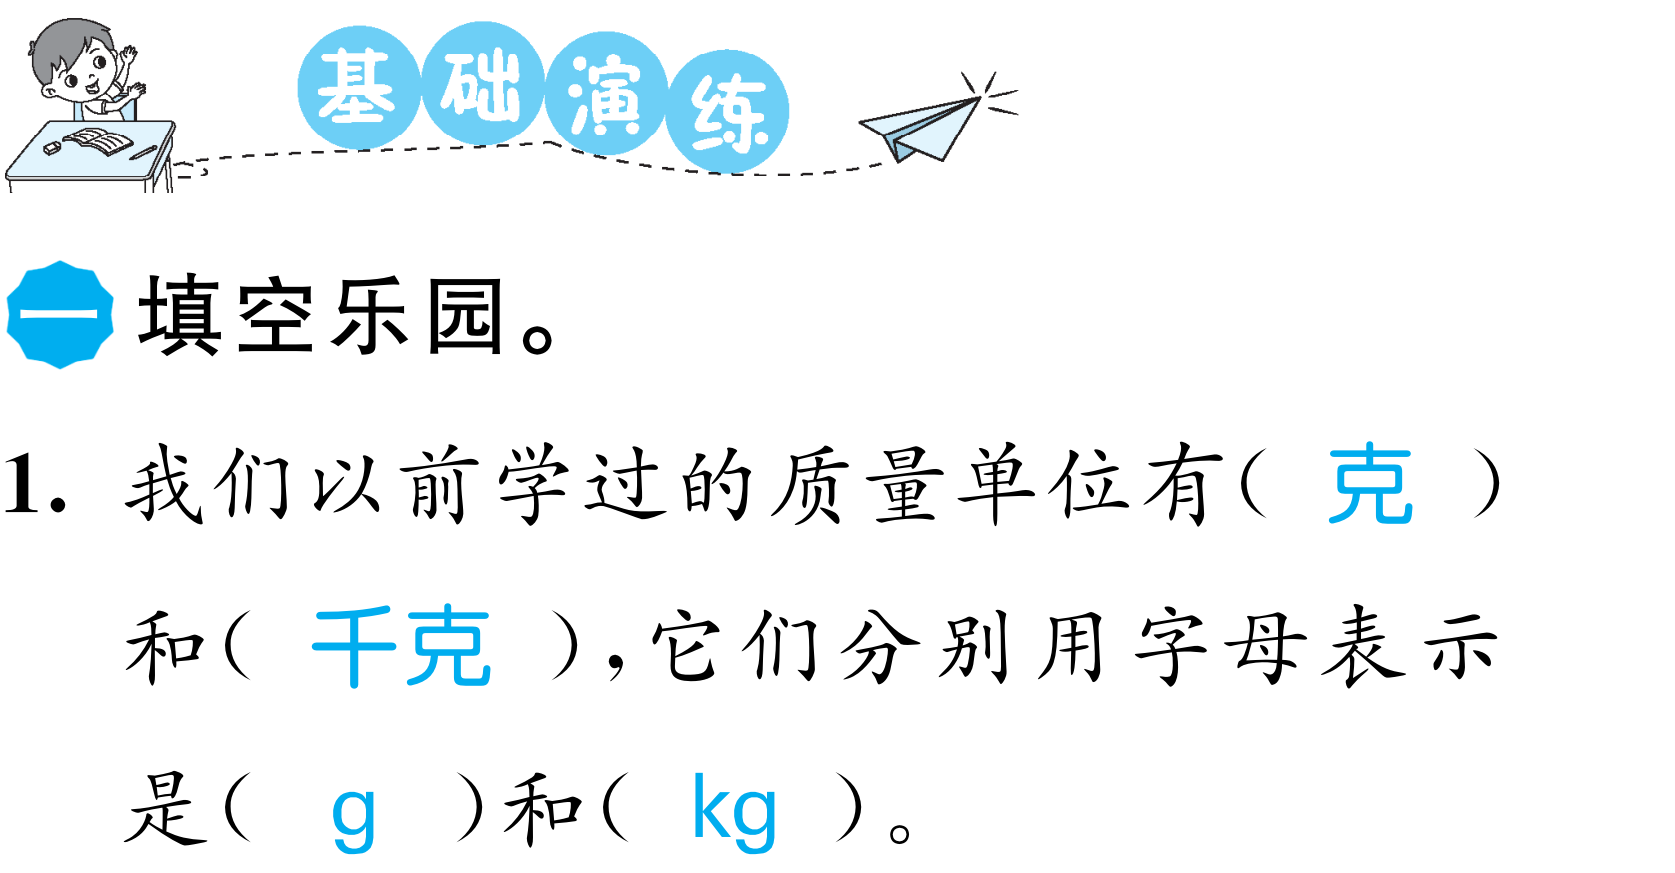 基础演练
一 填空乐园。
1. 我们以前学过的质量单位有( 克 )
和( 千克 ),它们分别用字母表示
是( g )和( kg )。